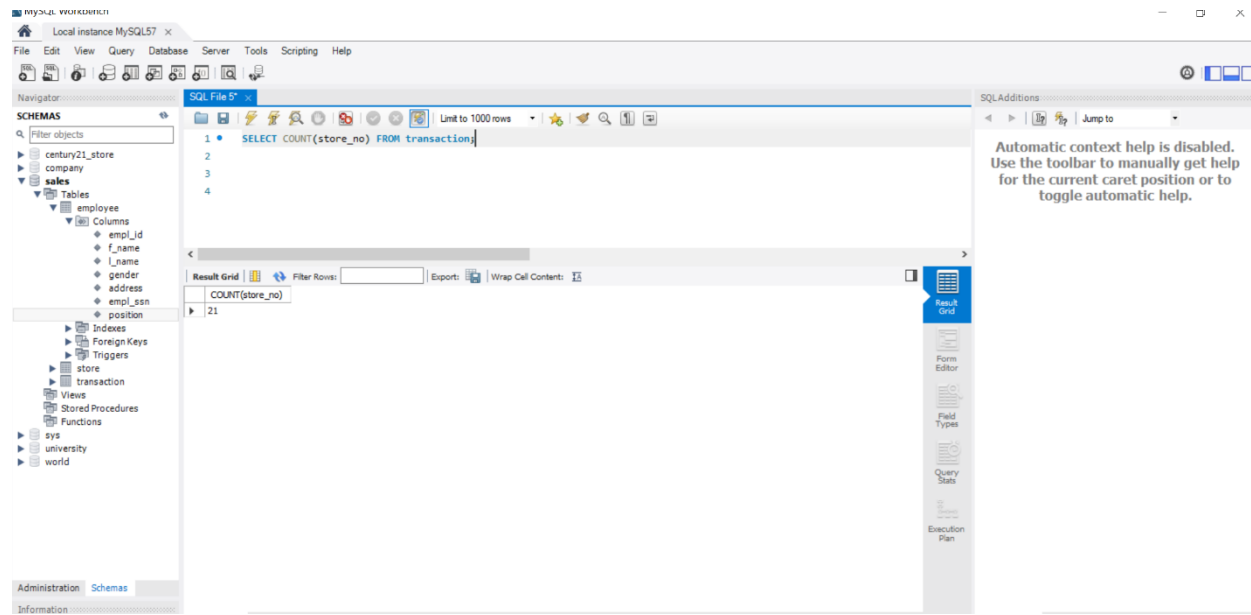 MySQL Workbench
Local instance MySQL57
File Edit View Query Database Server Tools Scripting Help
Navigator
SCHEMAS
Filter objects
century21_store
company
sales
Tables
employee
Columns
empl_id
f_name
l_name
gender
address
empl_ssn
position
Indexes
Foreign Keys
Triggers
store
transaction
Views
Stored Procedures
Functions
sys
university
world
Administration Schemas
Information
SQL File 5*
Limit to 1000 rows
1 SELECT COUNT(store_no) FROM transaction;
2
3
4
Result Grid Filter Rows: Export: Wrap Cell Content:
COUNT(store_no)
21
Result
Grid
Form
Editor
Field
Types
Query
Stats
Execution
Plan
SQLAdditions
Jump to
Automatic context help is disabled.
Use the toolbar to manually get help
for the current caret position or to
toggle automatic help.